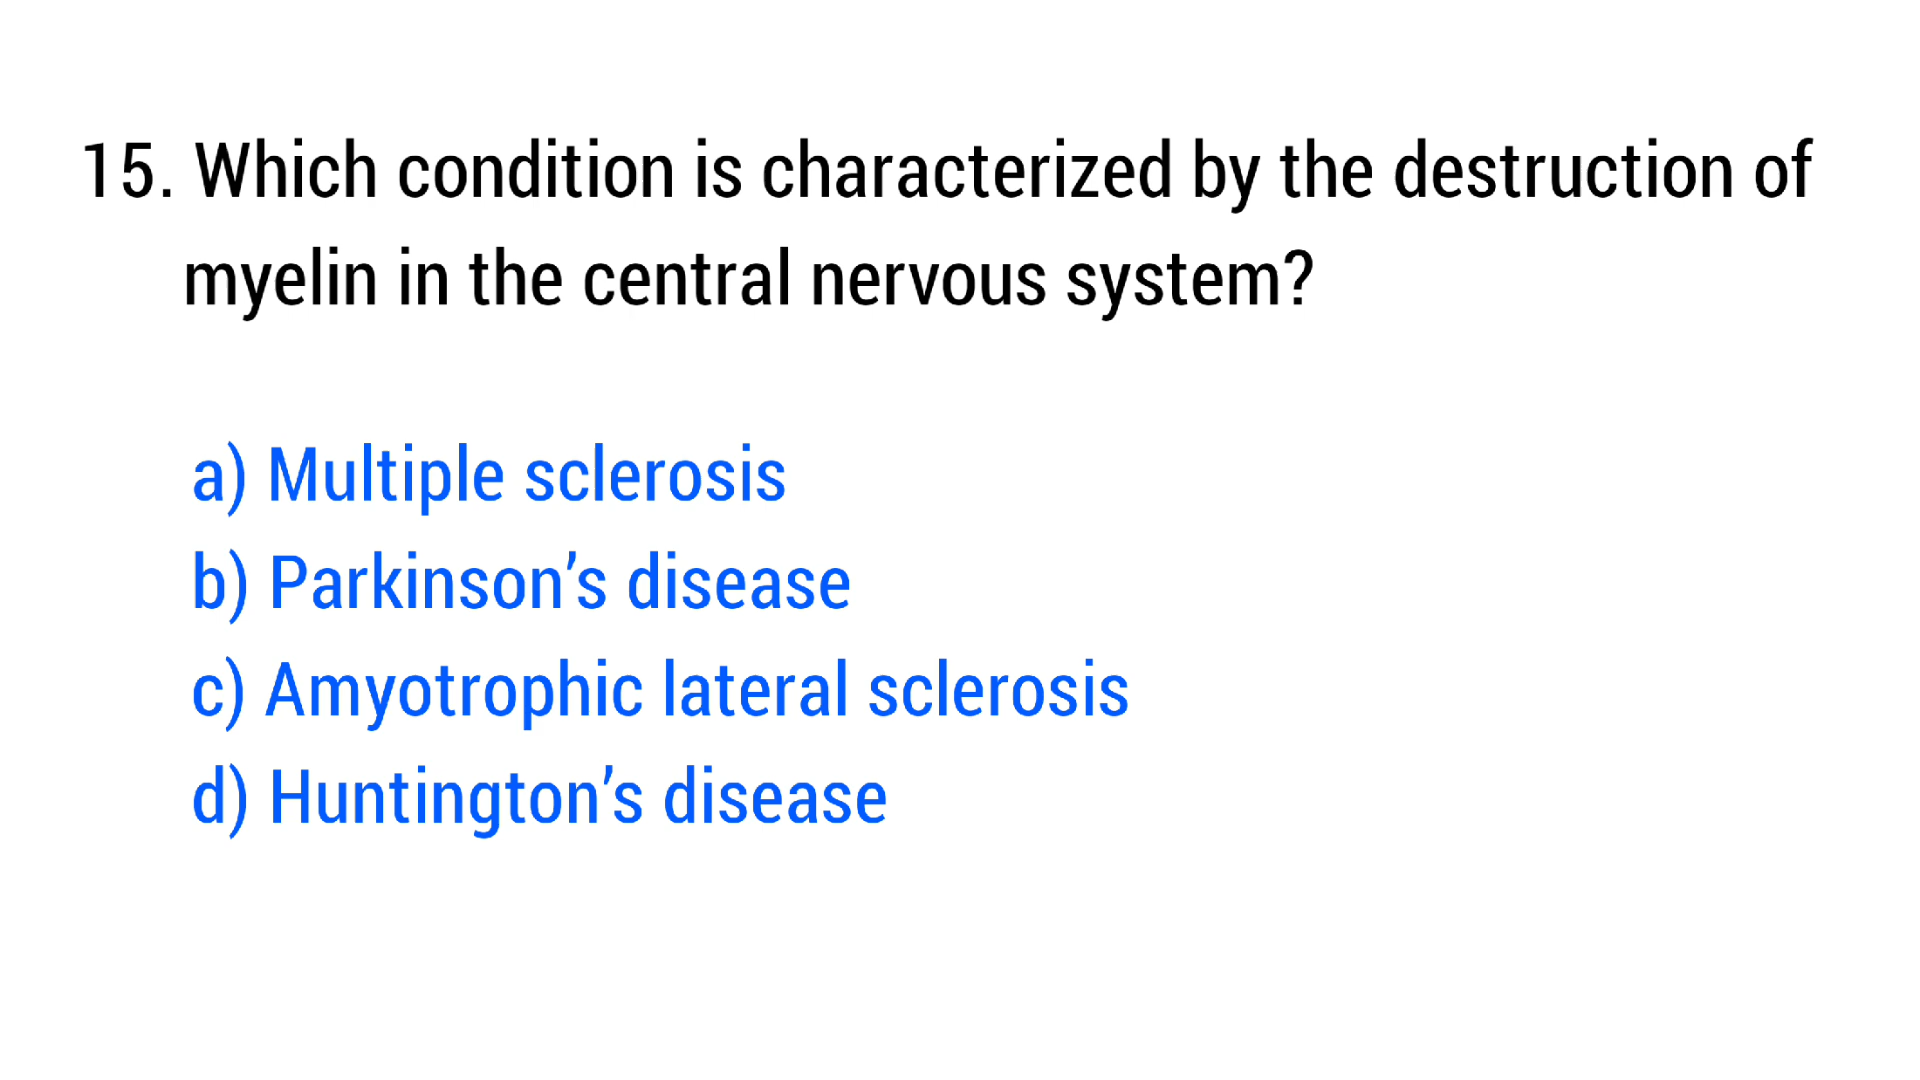 15. Which condition is characterized by the destruction of
myelin in the central nervous system?
a) Multiple sclerosis
b) Parkinson’s disease
c) Amyotrophic lateral sclerosis
d) Huntington’s disease